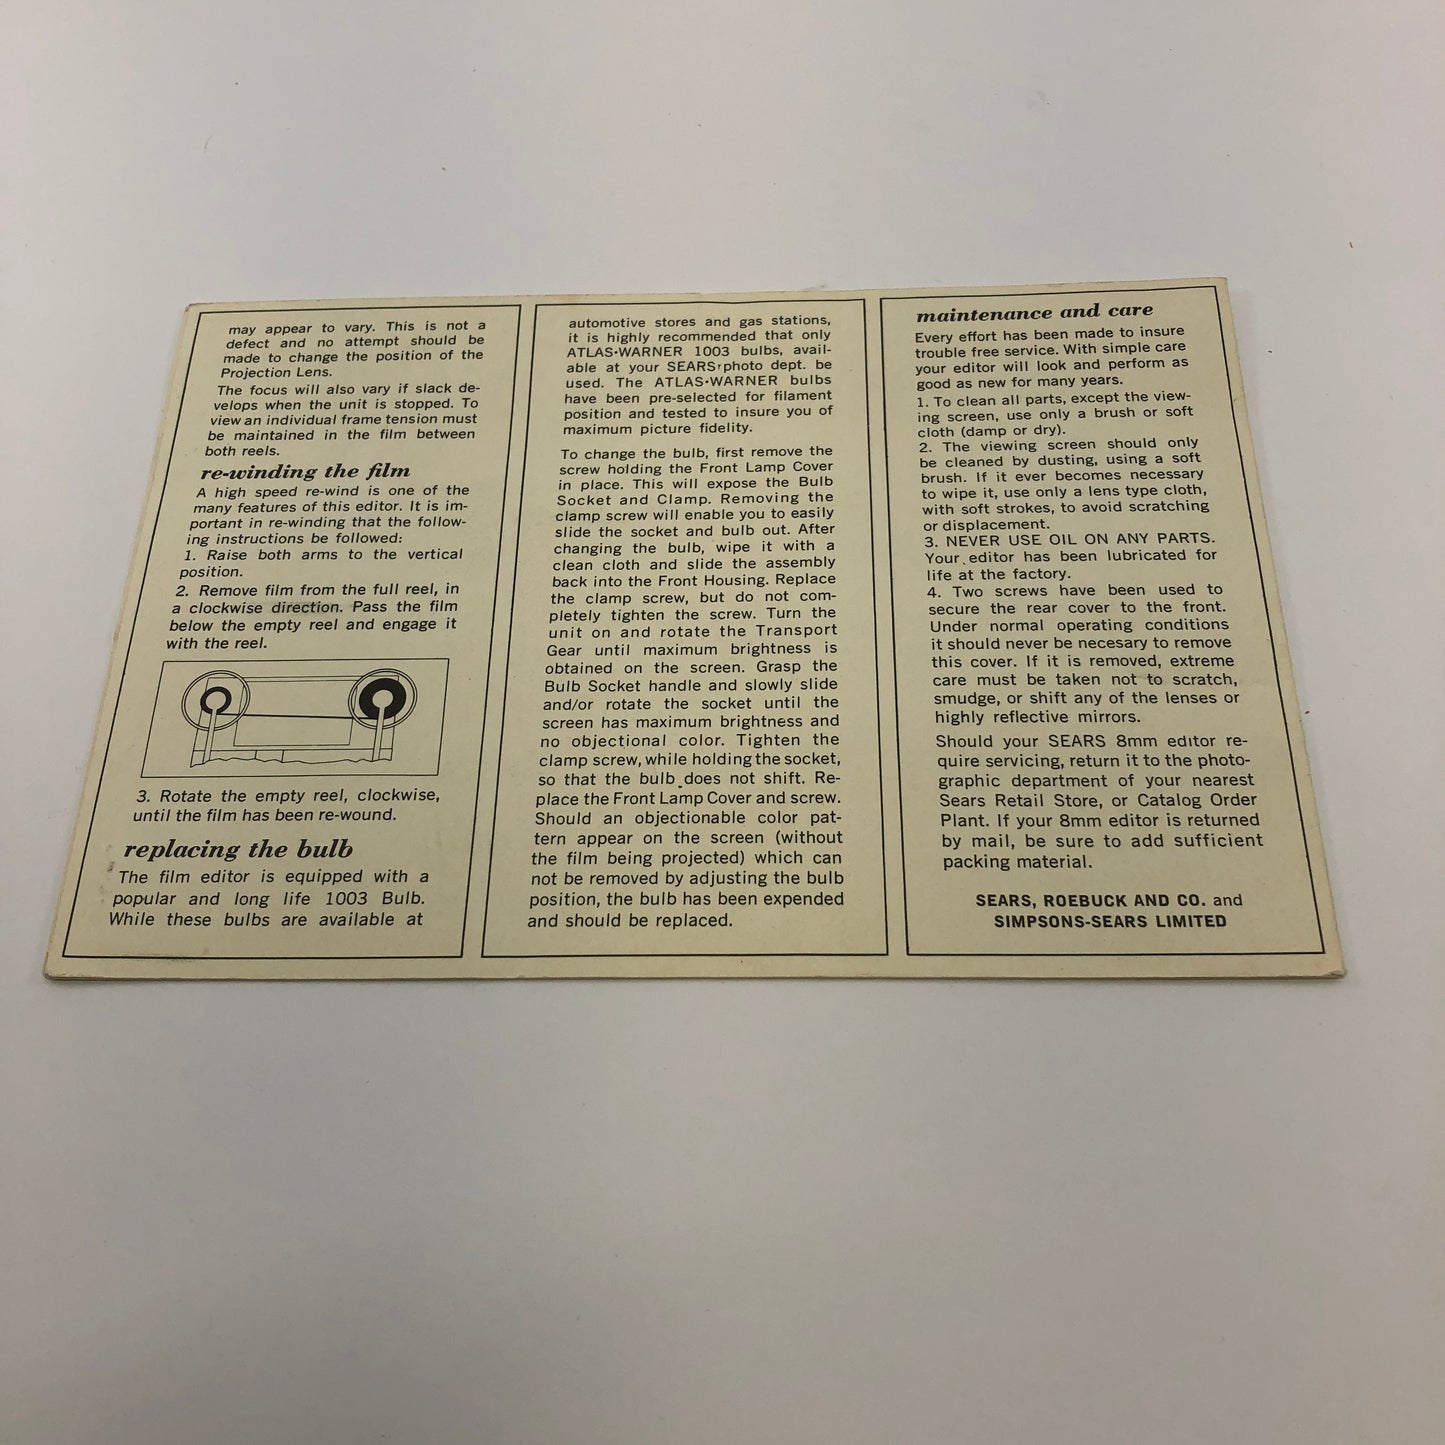 may appear to vary. This is not a
defect and no attempt should be
made to change the position of the
Projection Lens.
The focus will also vary if slack de-
velops when the unit is stopped. To
view an individual frame tension must
be maintained in the film between
both reels.
re-winding the film
A high speed re-wind is one of the
many features of this editor. It is im-
portant in re-winding that the follow-
ing instructions be followed:
1. Raise both arms to the vertical
position.
2. Remove film from the full reel, in
a clockwise direction. Pass the film
below the empty reel and engage it
with the reel.
3. Rotate the empty reel, clockwise,
until the film has been re-wound.
replacing the bulb
The film editor is equipped with a
popular and long life 1003 Bulb.
While these bulbs are available at
automotive stores and gas stations,
it is highly recommended that only
ATLAS•WARNER 1003 bulbs, avail-
able at your SEARS photo dept. be
used. The ATLAS•WARNER bulbs
have been pre-selected for filament
position and tested to insure you of
maximum picture fidelity.
To change the bulb, first remove the
screw holding the Front Lamp Cover
in place. This will expose the Bulb
Socket and Clamp. Removing the
clamp screw will enable you to easily
slide the socket and bulb out. After
changing the bulb, wipe it with a
clean cloth and slide the assembly
back into the Front Housing. Replace
the clamp screw, but do not com-
pletely tighten the screw. Turn the
unit on and rotate the Transport
Gear until maximum brightness is
obtained on the screen. Grasp the
Bulb Socket handle and slowly slide
and/or rotate the socket until the
screen has maximum brightness and
no objectional color. Tighten the
clamp screw, while holding the socket,
so that the bulb does not shift. Re-
place the Front Lamp Cover and screw.
Should an objectionable color pat-
tern appear on the screen (without
the film being projected) which can
not be removed by adjusting the bulb
position, the bulb has been expended
and should be replaced.
maintenance and care
Every effort has been made to insure
trouble free service. With simple care
your editor will look and perform as
good as new for many years.
1. To clean all parts, except the view-
ing screen, use only a brush or soft
cloth (damp or dry).
2. The viewing screen should only
be cleaned by dusting, using a soft
brush. If it ever becomes necessary
to wipe it, use only a lens type cloth,
with soft strokes, to avoid scratching
or displacement.
3. NEVER USE OIL ON ANY PARTS.
Your editor has been lubricated for
life at the factory.
4. Two screws have been used to
secure the rear cover to the front.
Under normal operating conditions
it should never be necesary to remove
this cover. If it is removed, extreme
care must be taken not to scratch,
smudge, or shift any of the lenses or
highly reflective mirrors.
Should your SEARS 8mm editor re-
quire servicing, return it to the photo-
graphic department of your nearest
Sears Retail Store, or Catalog Order
Plant. If your 8mm editor is returned
by mail, be sure to add sufficient
packing material.
SEARS, ROEBUCK AND CO. and
SIMPSONS-SEARS LIMITED